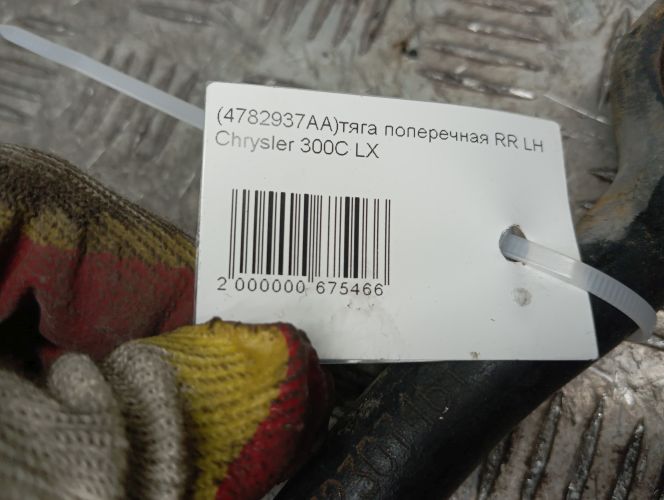 (4782937AA)тяга поперечная RR LH
Chrysler 300C LX
2 000000 675466